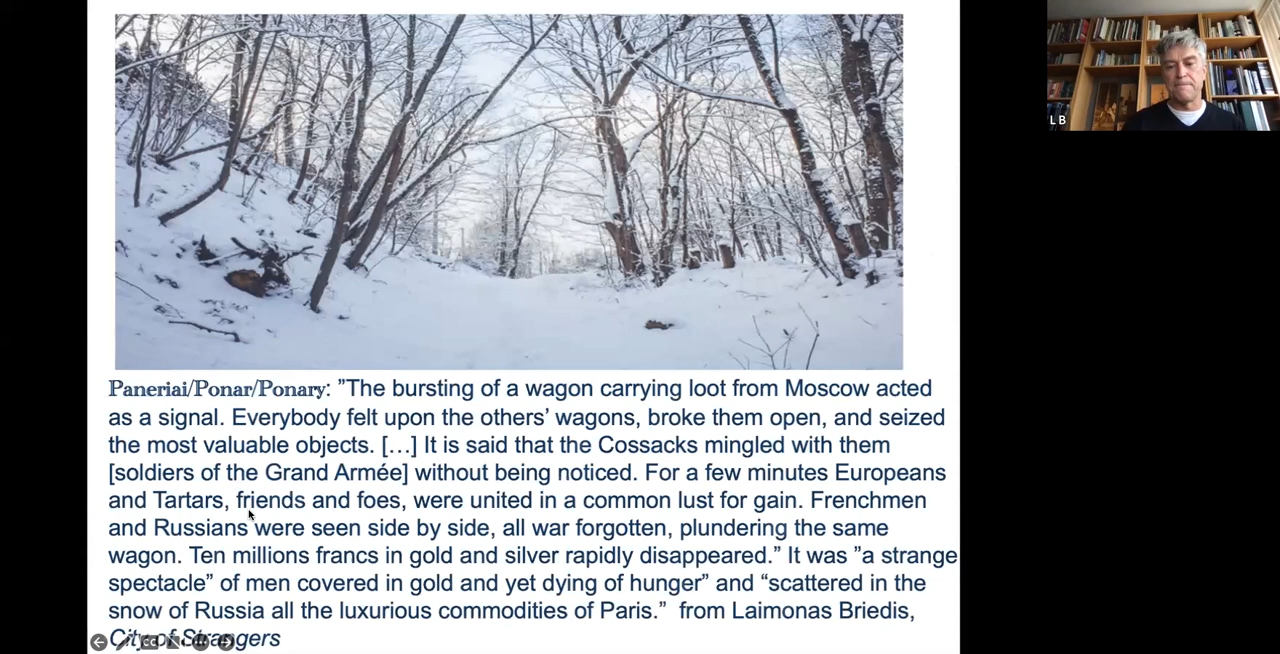 Paneriai/Ponar/Ponary: ”The bursting of a wagon carrying loot from Moscow acted
as a signal. Everybody felt upon the others’ wagons, broke them open, and seized
the most valuable objects. […] It is said that the Cossacks mingled with them
[soldiers of the Grand Armée] without being noticed. For a few minutes Europeans
and Tartars, friends and foes, were united in a common lust for gain. Frenchmen
and Russians were seen side by side, all war forgotten, plundering the same
wagon. Ten millions francs in gold and silver rapidly disappeared.” It was ”a strange
spectacle” of men covered in gold and yet dying of hunger” and “scattered in the
snow of Russia all the luxurious commodities of Paris.” from Laimonas Briedis,
City of Strangers
L B